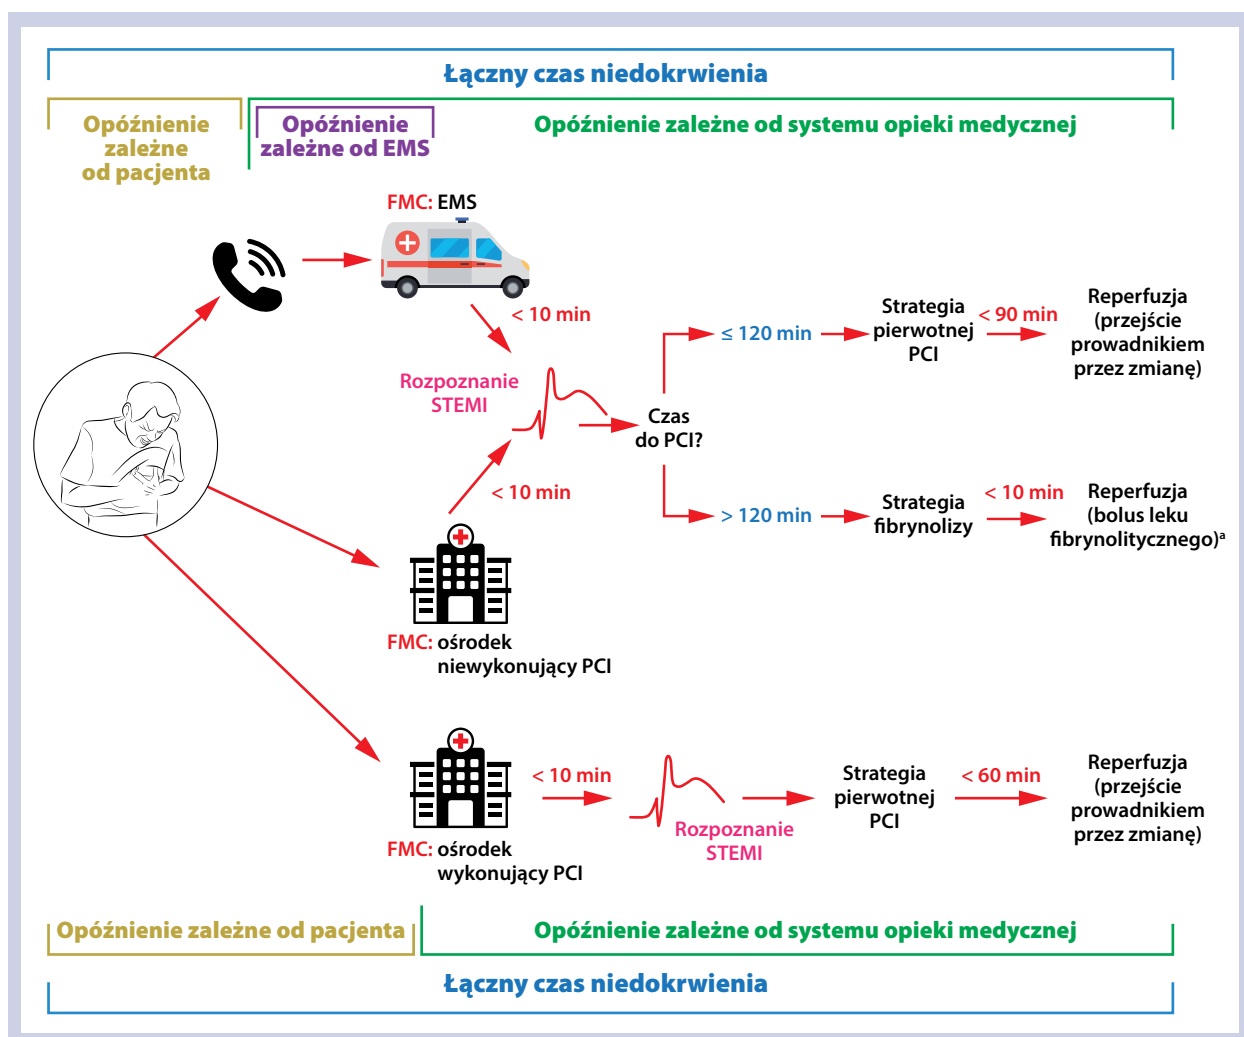 Łączny czas niedokrwienia
Opóźnienie
zależne
od pacjenta
Opóźnienie
zależne od EMS
Opóźnienie zależne od systemu opieki medycznej
FMC: EMS
< 10 min
Rozpoznanie
STEMI
< 10 min
Czas
do PCI?
≤ 120 min
Strategia
pierwotnej
PCI
< 90 min
Reperfuzja
(przejście
prowadnikiem
przez zmianę)
> 120 min
Strategia
fibrynolizy
< 10 min
Reperfuzja
(bolus leku
fibrynolitycznego)ᵃ
FMC: ośrodek
niewykonujący PCI
FMC: ośrodek
wykonujący PCI
< 10 min
Rozpoznanie
STEMI
Strategia
pierwotnej
PCI
< 60 min
Reperfuzja
(przejście
prowadnikiem
przez zmianę)
Opóźnienie zależne od pacjenta
Opóźnienie zależne od systemu opieki medycznej
Łączny czas niedokrwienia